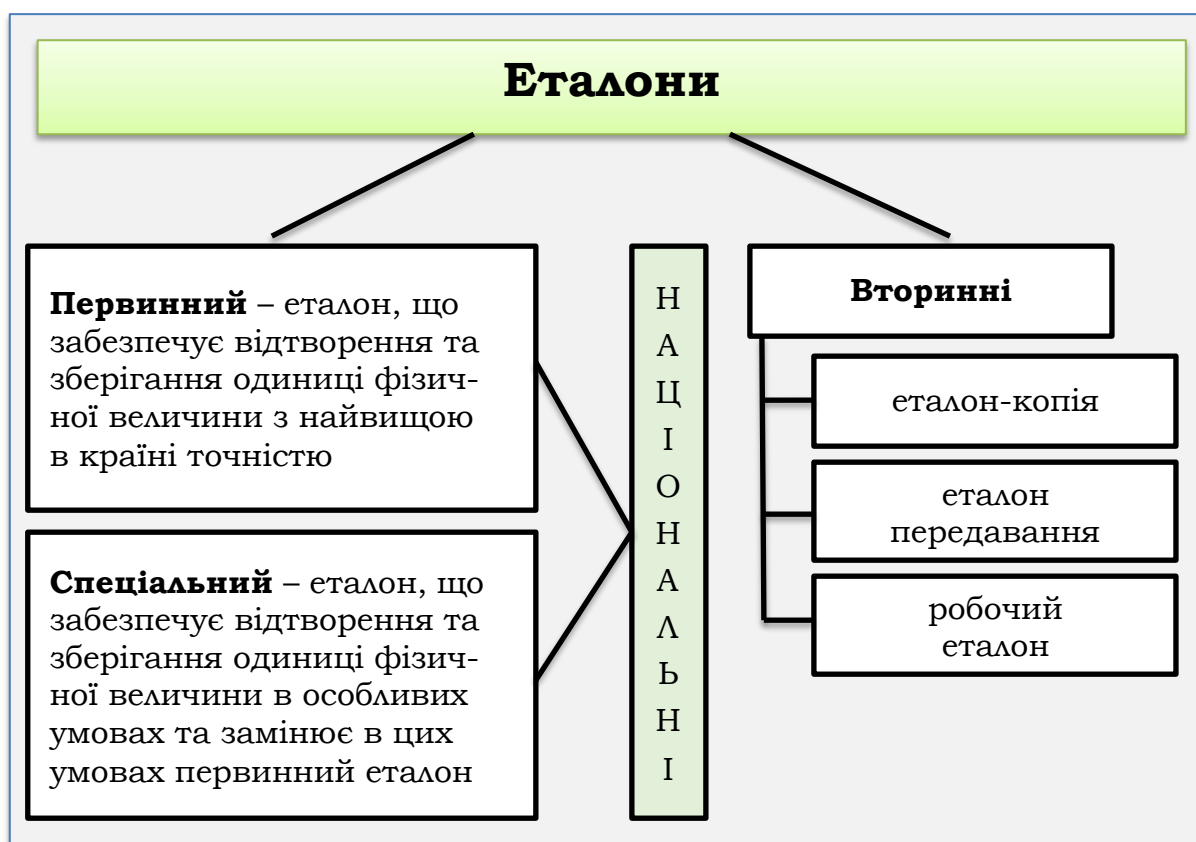 Еталони
Первинний – еталон, що
забезпечує відтворення та
зберігання одиниці фізич-
ної величини з найвищою
в країні точністю
Спеціальний – еталон, що
забезпечує відтворення та
зберігання одиниці фізич-
ної величини в особливих
умовах та замінює в цих
умовах первинний еталон
Н
А
Ц
І
О
Н
А
Л
Ь
Н
І
Вторинні
еталон-копія
еталон
передавання
робочий
еталон